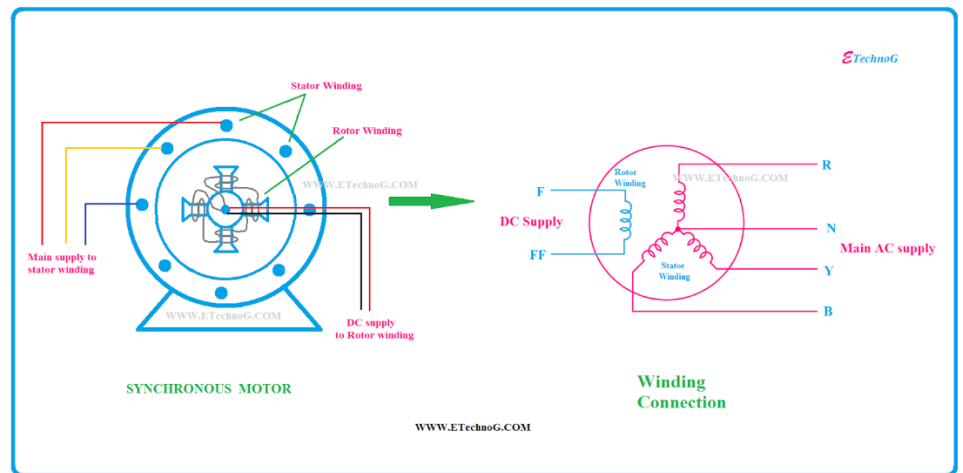 ETechnoG
Stator Winding
Rotor Winding
WWW.ETechnoG.COM
Main supply to
stator winding
WWW.ETechnoG.COM
DC supply
to Rotor winding
SYNCHRONOUS MOTOR
Rotor
Winding
WWW.ETechnoG.COM
F
DC Supply
FF
Stator
Winding
R
N
Main AC supply
Y
B
Winding
Connection
WWW.ETechnoG.COM